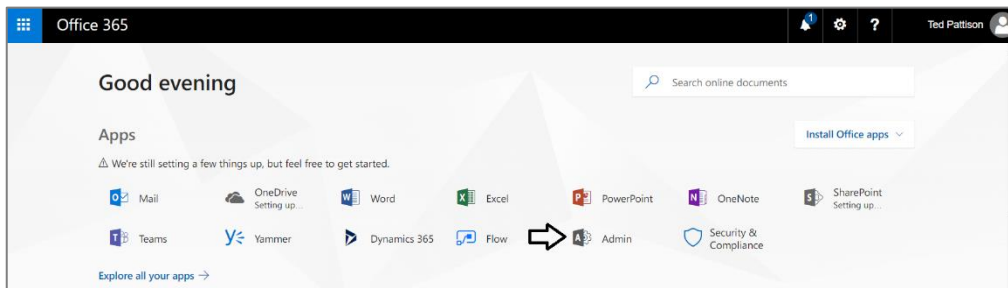 Office 365
1
?
Ted Pattison
Good evening
Search online documents
Apps
Install Office apps
We're still setting a few things up, but feel free to get started.
Mail
OneDrive
Setting up...
Word
Excel
PowerPoint
OneNote
SharePoint
Setting up...
Teams
Yammer
Dynamics 365
Flow
Admin
Security &
Compliance
Explore all your apps →